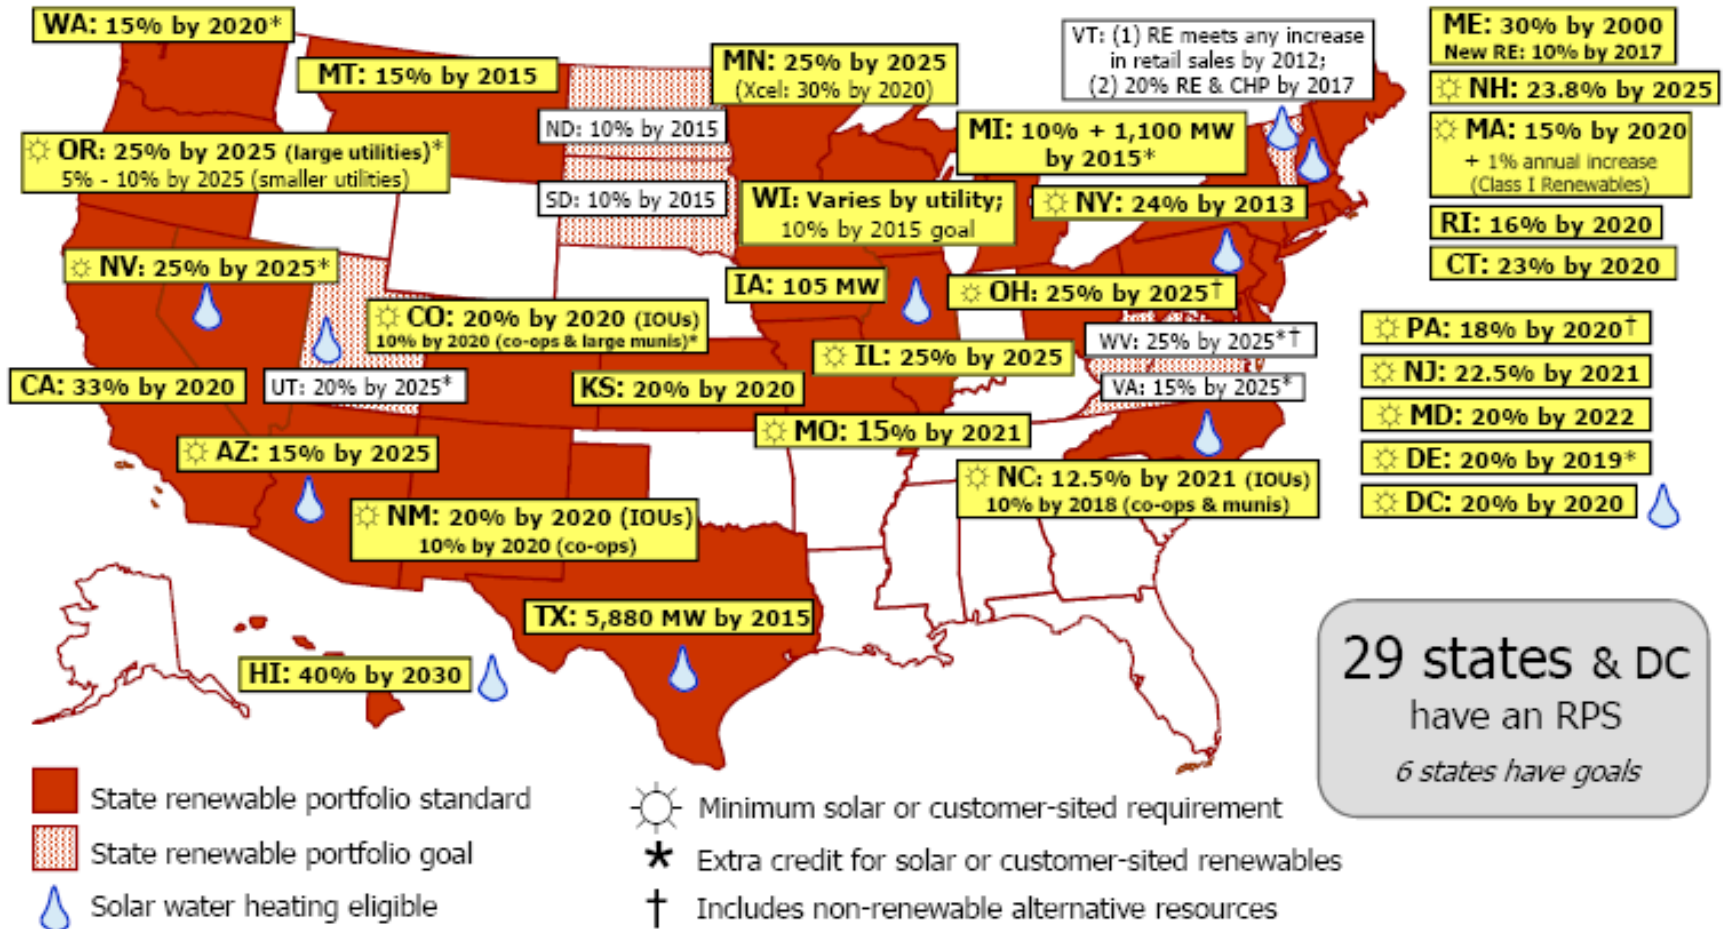 WA: 15% by 2020*
MT: 15% by 2015
MN: 25% by 2025
(Xcel: 30% by 2020)
VT: (1) RE meets any increase
in retail sales by 2012;
(2) 20% RE & CHP by 2017
ME: 30% by 2000
New RE: 10% by 2017
NH: 23.8% by 2025
ND: 10% by 2015
MI: 10% + 1,100 MW
by 2015*
MA: 15% by 2020
+ 1% annual increase
(Class I Renewables)
OR: 25% by 2025 (large utilities)*
5% - 10% by 2025 (smaller utilities)
SD: 10% by 2015
WI: Varies by utility;
10% by 2015 goal
NY: 24% by 2013
RI: 16% by 2020
CT: 23% by 2020
NV: 25% by 2025*
IA: 105 MW
OH: 25% by 2025†
CO: 20% by 2020 (IOUs)
10% by 2020 (co-ops & large munis)*
WV: 25% by 2025*†
PA: 18% by 2020†
IL: 25% by 2025
NJ: 22.5% by 2021
CA: 33% by 2020
UT: 20% by 2025*
KS: 20% by 2020
VA: 15% by 2025*
MD: 20% by 2022
AZ: 15% by 2025
MO: 15% by 2021
DE: 20% by 2019*
NC: 12.5% by 2021 (IOUs)
10% by 2018 (co-ops & munis)
DC: 20% by 2020
NM: 20% by 2020 (IOUs)
10% by 2020 (co-ops)
TX: 5,880 MW by 2015
HI: 40% by 2030
29 states & DC
have an RPS
6 states have goals
State renewable portfolio standard
State renewable portfolio goal
Solar water heating eligible
Minimum solar or customer-sited requirement
* Extra credit for solar or customer-sited renewables
† Includes non-renewable alternative resources